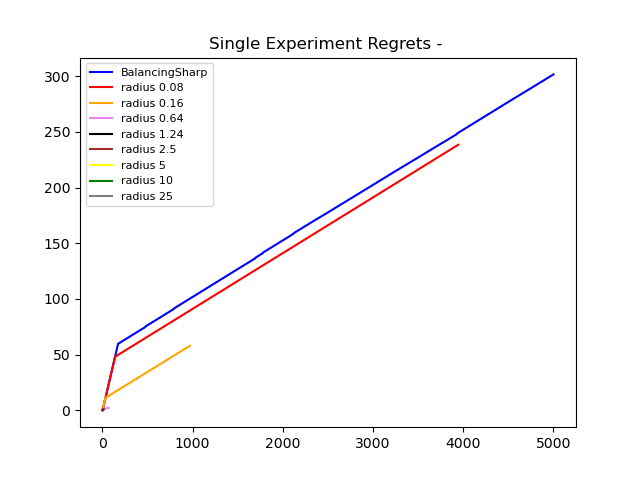 Single Experiment Regrets -
300
250
200
150
100
50
0
BalancingSharp
radius 0.08
radius 0.16
radius 0.64
radius 1.24
radius 2.5
radius 5
radius 10
radius 25
0 1000 2000 3000 4000 5000